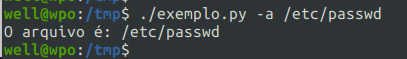 well@wpo:/tmp$ ./exemplo.py -a /etc/passwd
O arquivo é: /etc/passwd
well@wpo:/tmp$